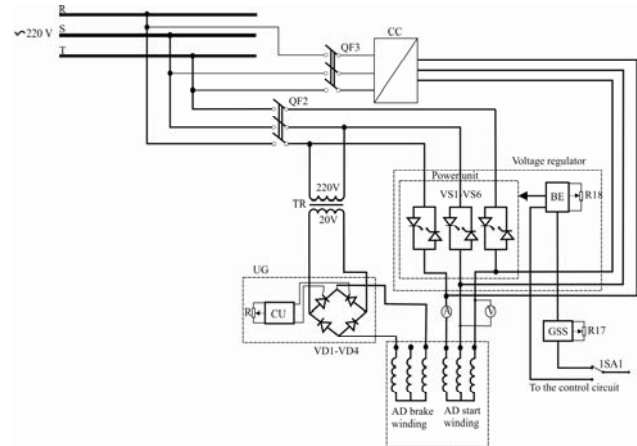 R
CC
S
QF3
~220 V
T
QF2
Voltage regulator
Power unit
VS1-VS6
BE
R18
220V
TR
20V
UG
A
V
R
CU
GSS
R17
VD1-VD4
1SA1
To the control circuit
AD brake
winding
AD start
winding